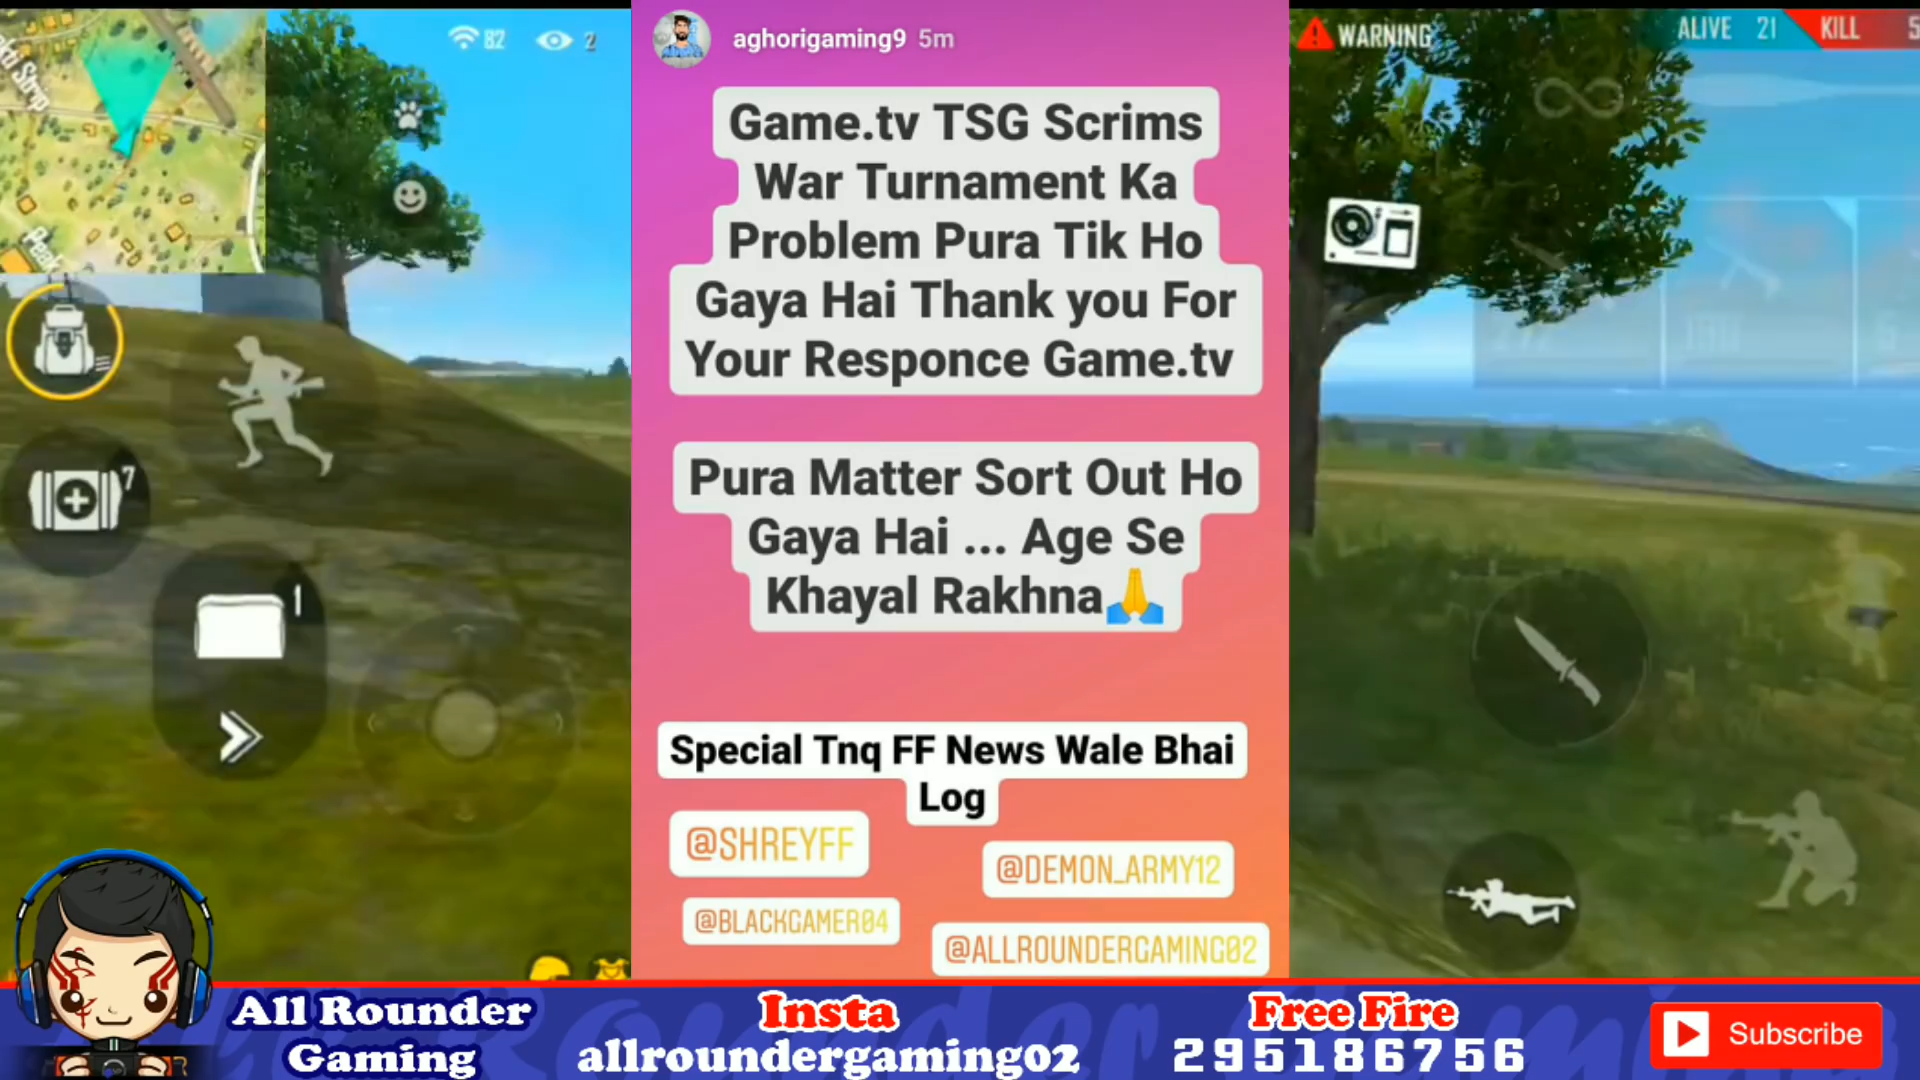 82
2
aghorigaming9 5m
WARNING
ALIVE 21 KILL 5
Game.tv TSG Scrims
War Turnament Ka
Problem Pura Tik Ho
Gaya Hai Thank you For
Your Responce Game.tv
Pura Matter Sort Out Ho
Gaya Hai ... Age Se
Khayal Rakhna🙏
7
1
Special Tnq FF News Wale Bhai
Log
@SHREYFF
@DEMON_ARMY12
@BLACKGAMER04
@ALLROUNDERGAMING02
All Rounder
Gaming
Insta
allroundergaming02
Free Fire
295186756
Subscribe